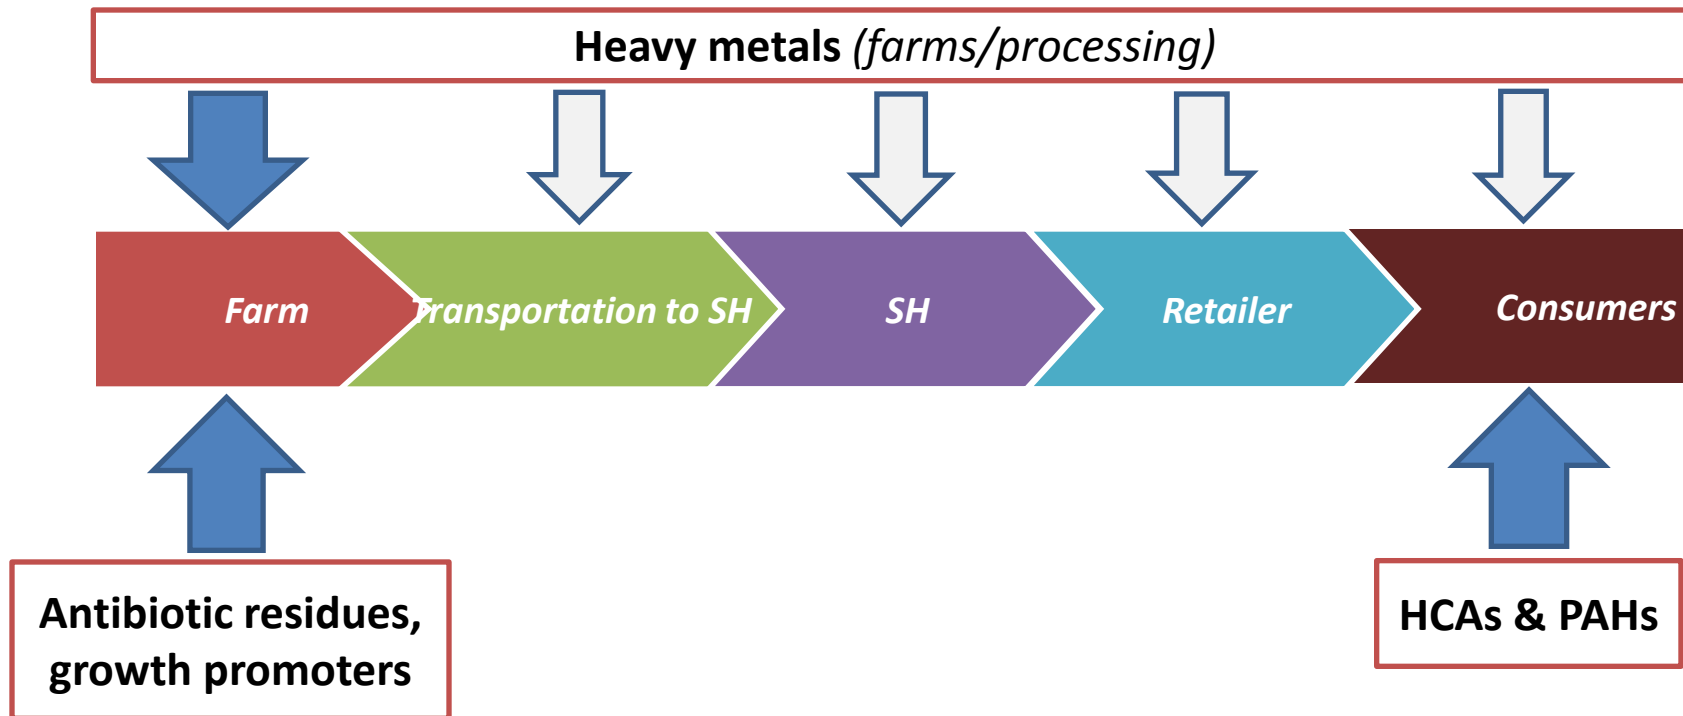 Heavy metals (farms/processing)
Farm
Transportation to SH
SH
Retailer
Consumers
Antibiotic residues,
growth promoters
HCAs & PAHs